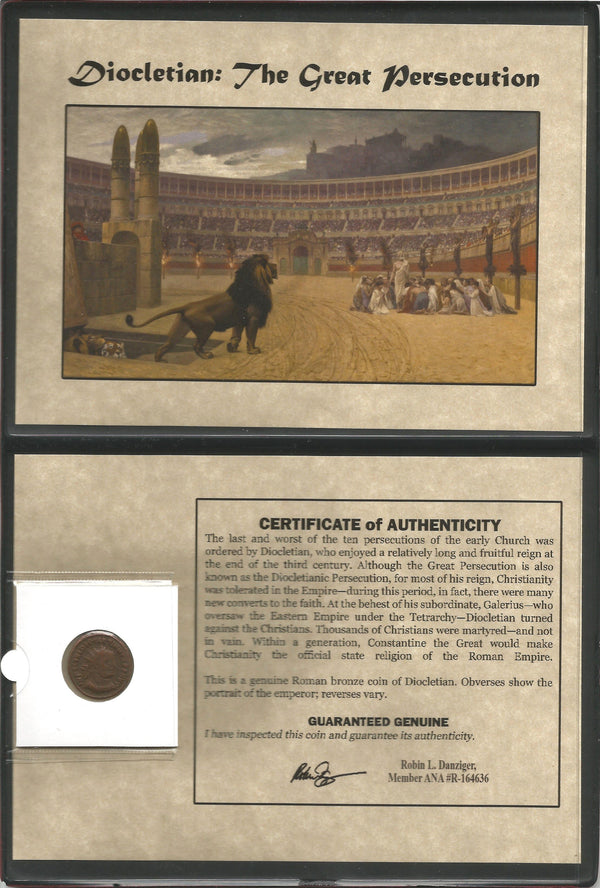 Diocletian: The Great Persecution
CERTIFICATE of AUTHENTICITY
The last and worst of the ten persecutions of the early Church was
ordered by Diocletian, who enjoyed a relatively long and fruitful reign at
the end of the third century. Although the Great Persecution is also
known as the Diocletianic Persecution, for most of his reign, Christianity
was tolerated in the Empire—during this period, in fact, there were many
new converts to the faith. At the behest of his subordinate, Galerius—who
oversaw the Eastern Empire under the Tetrarchy—Diocletian turned
against the Christians. Thousands of Christians were martyred—and not
in vain. Within a generation, Constantine the Great would make
Christianity the official state religion of the Roman Empire.
This is a genuine Roman bronze coin of Diocletian. Obverses show the
portrait of the emperor; reverses vary.
GUARANTEED GENUINE
I have inspected this coin and guarantee its authenticity.
Robin L. Danziger,
Member ANA #R-164636